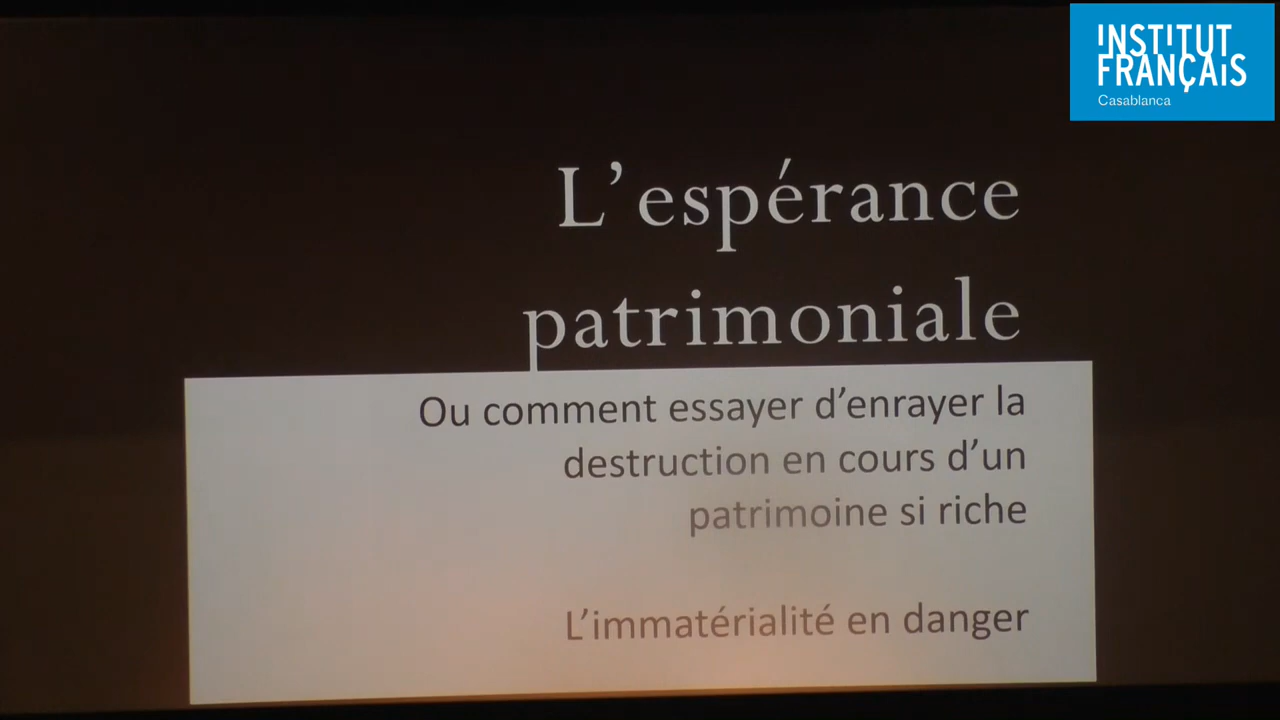 INSTITUT
FRANÇAIS
Casablanca
L'espérance
patrimoniale
Ou comment essayer d'enrayer la
destruction en cours d'un
patrimoine si riche
L'immatérialité en danger